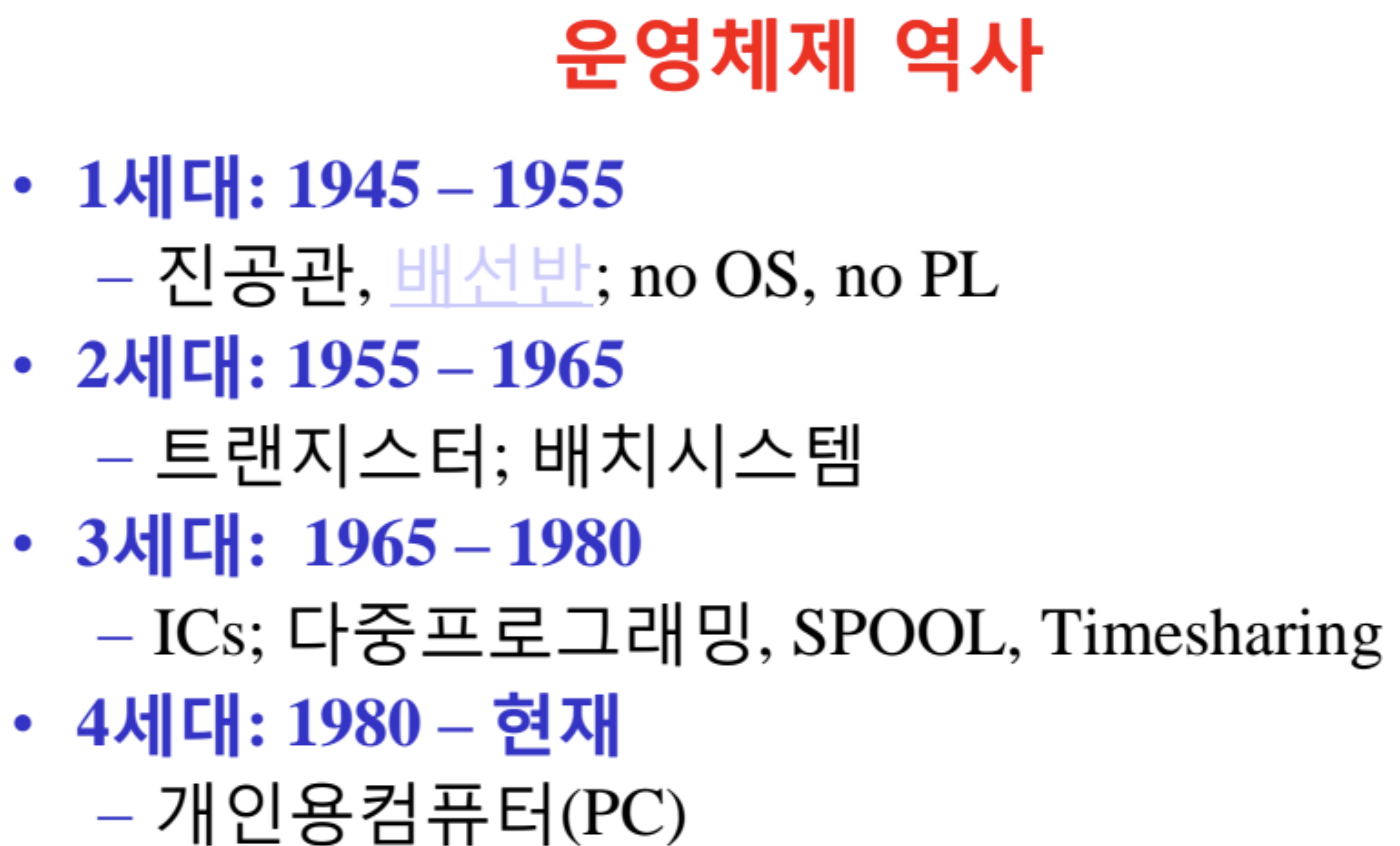 운영체제 역사
• 1세대: 1945 – 1955
– 진공관, 배선반; no OS, no PL
• 2세대: 1955 – 1965
– 트랜지스터; 배치시스템
• 3세대: 1965 – 1980
– ICs; 다중프로그래밍, SPOOL, Timesharing
• 4세대: 1980 – 현재
– 개인용컴퓨터(PC)